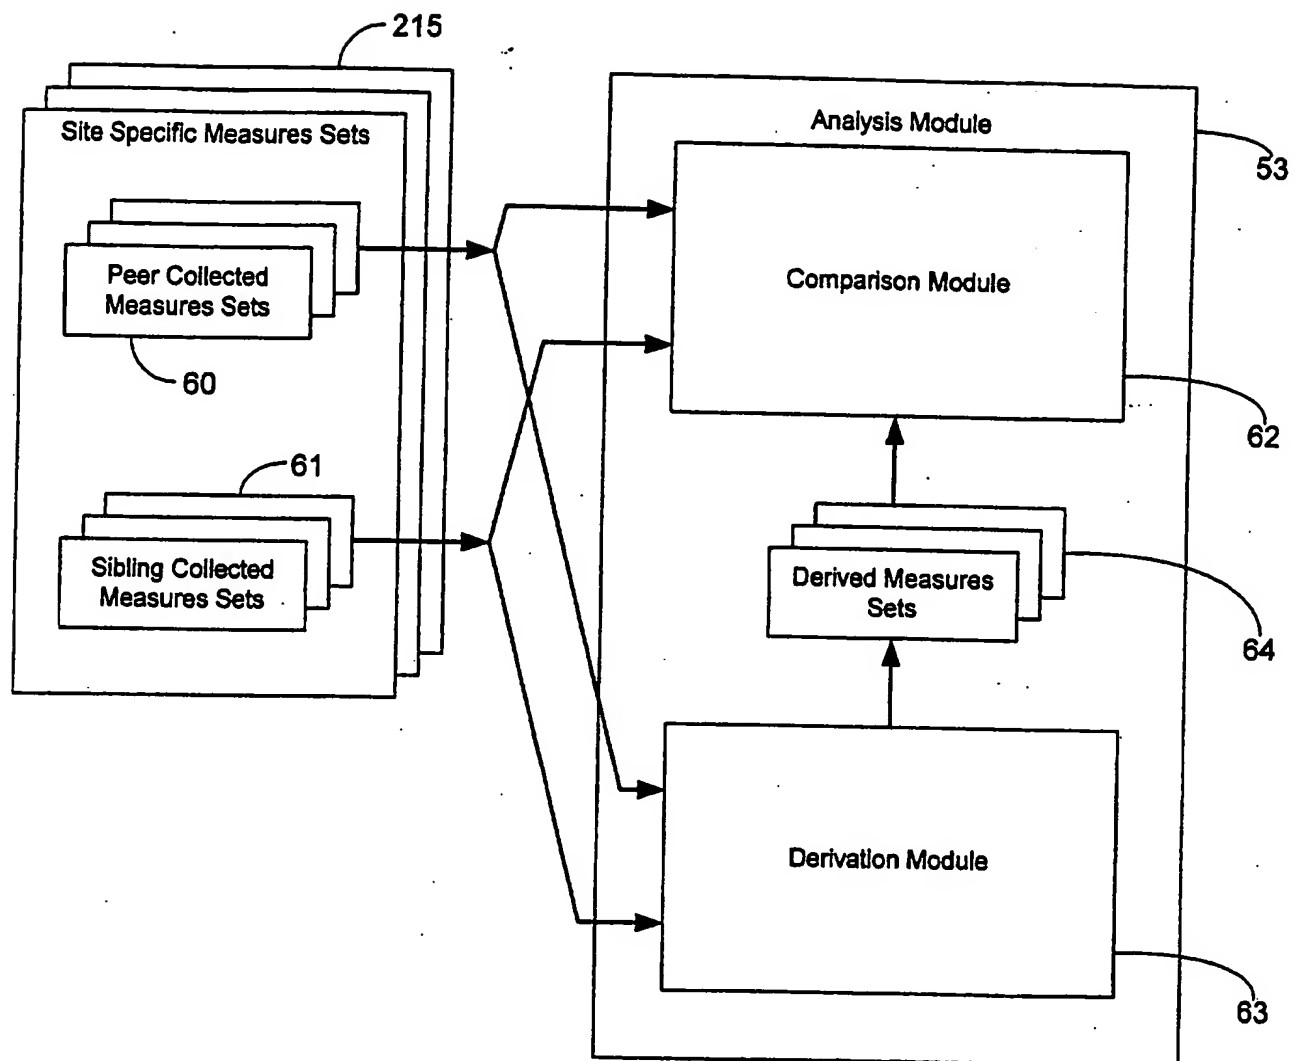 215
Site Specific Measures Sets
Peer Collected
Measures Sets
60
61
Sibling Collected
Measures Sets
Analysis Module
53
Comparison Module
62
Derived Measures
Sets
64
Derivation Module
63